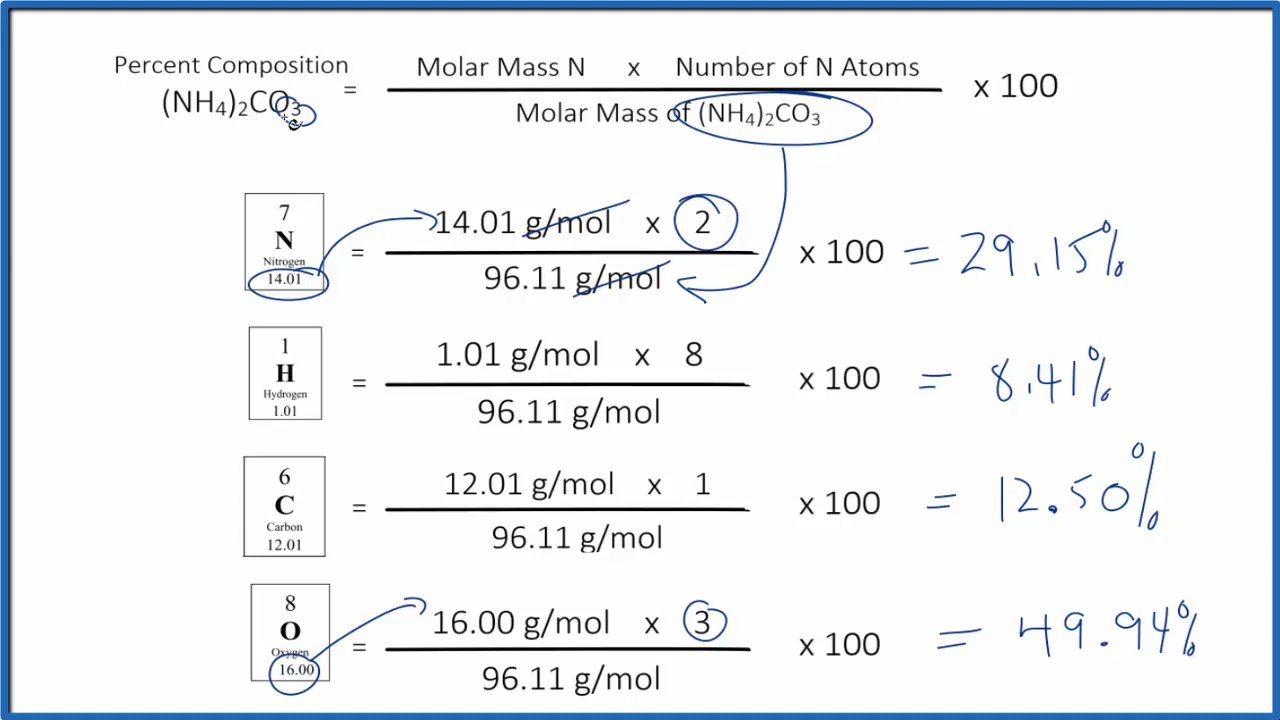 Percent Composition
(NH₄)₂CO₃ = Molar Mass N x Number of N Atoms
Molar Mass of (NH₄)₂CO₃
x 100
7
N
Nitrogen
14.01
= 14.01 g/mol x 2
96.11 g/mol
x 100 = 29.15%
1
H
Hydrogen
1.01
= 1.01 g/mol x 8
96.11 g/mol
x 100 = 8.41%
6
C
Carbon
12.01
= 12.01 g/mol x 1
96.11 g/mol
x 100 = 12.50%
8
O
Oxygen
16.00
= 16.00 g/mol x 3
96.11 g/mol
x 100 = 49.94%